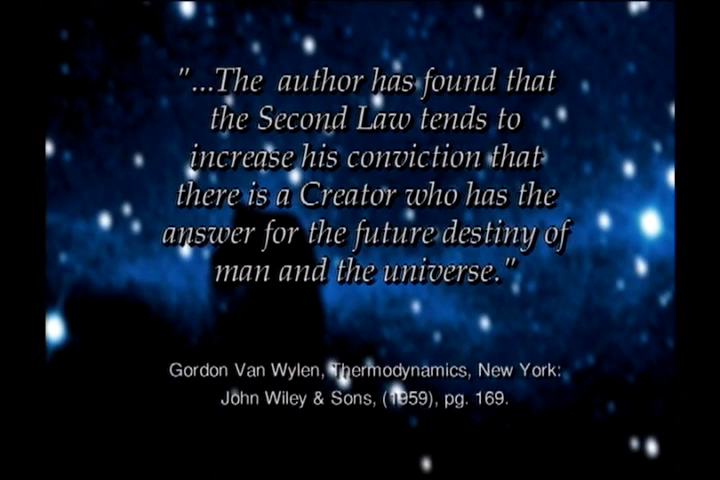 "...The author has found that
the Second Law tends to
increase his conviction that
there is a Creator who has the
answer for the future destiny of
man and the universe."
Gordon Van Wylen, Thermodynamics, New York:
John Wiley & Sons, (1959), pg. 169.